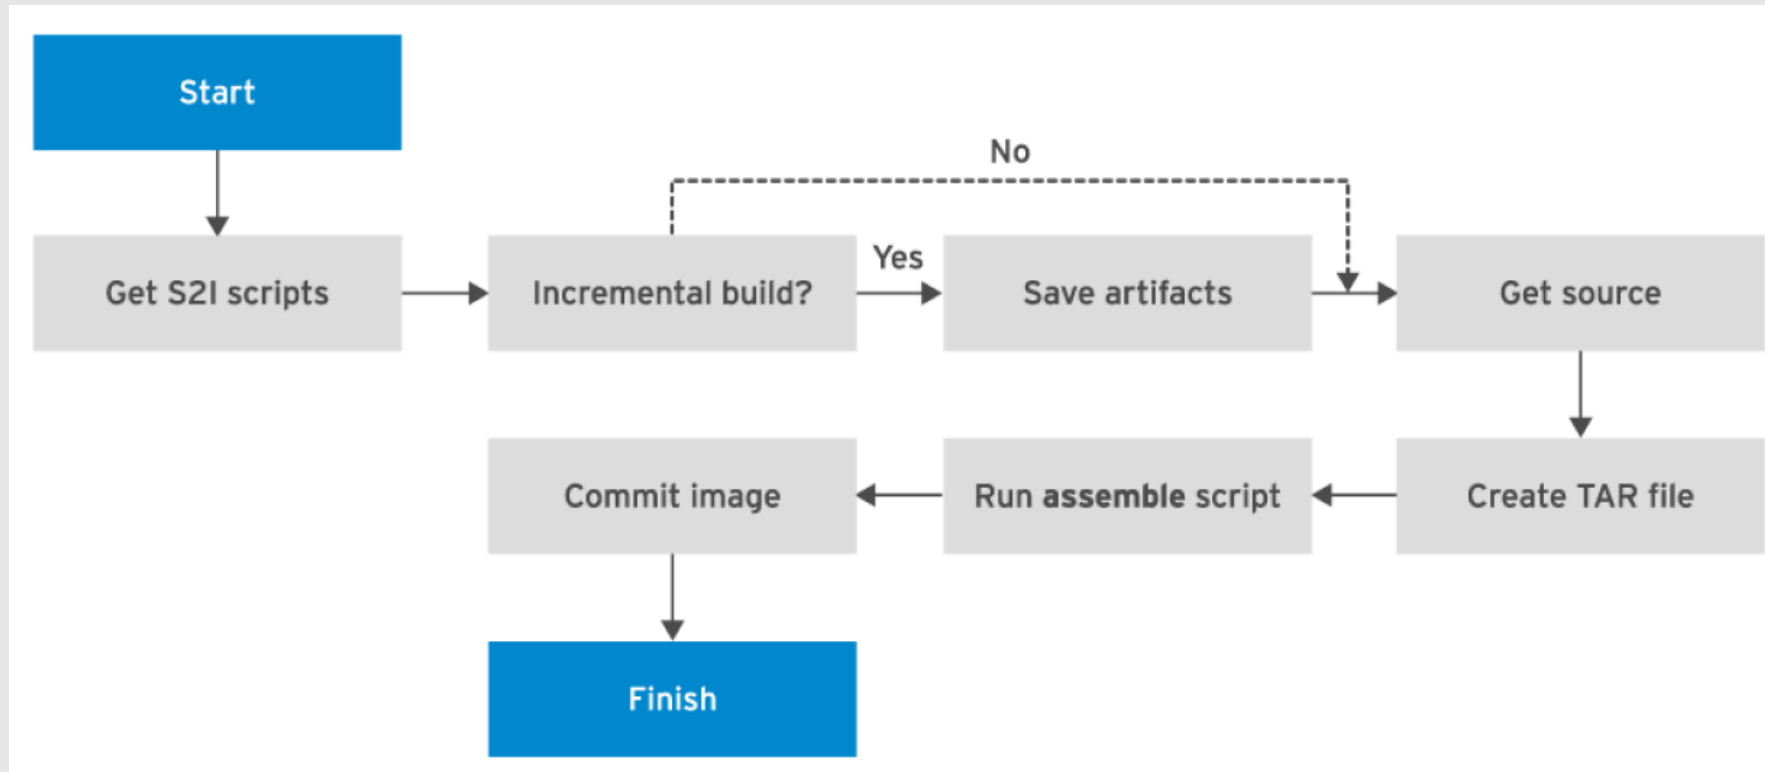 Start
No
Get S2I scripts
Incremental build?
Yes
Save artifacts
Get source
Commit image
Run assemble script
Create TAR file
Finish